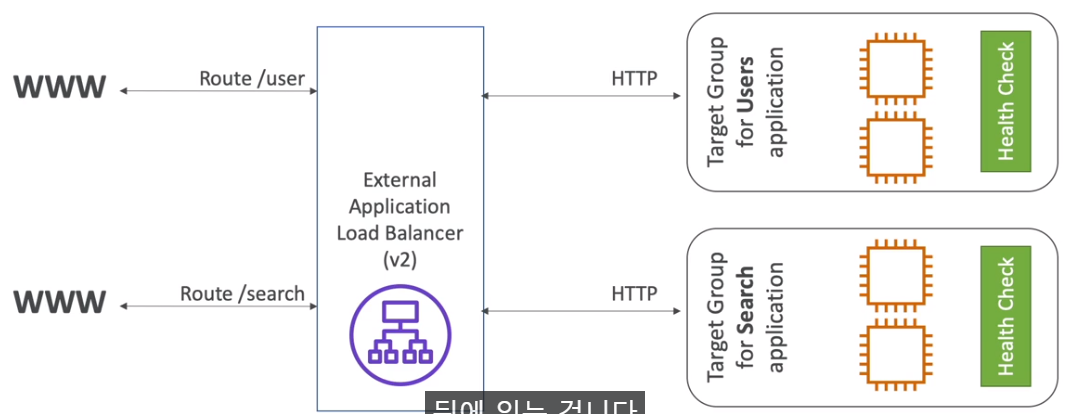 WWW
Route /user
HTTP
Target Group
for Users
application
Health Check
External
Application
Load Balancer
(v2)
WWW
Route /search
HTTP
Target Group
for Search
application
Health Check
뒤에 있는 겁니다